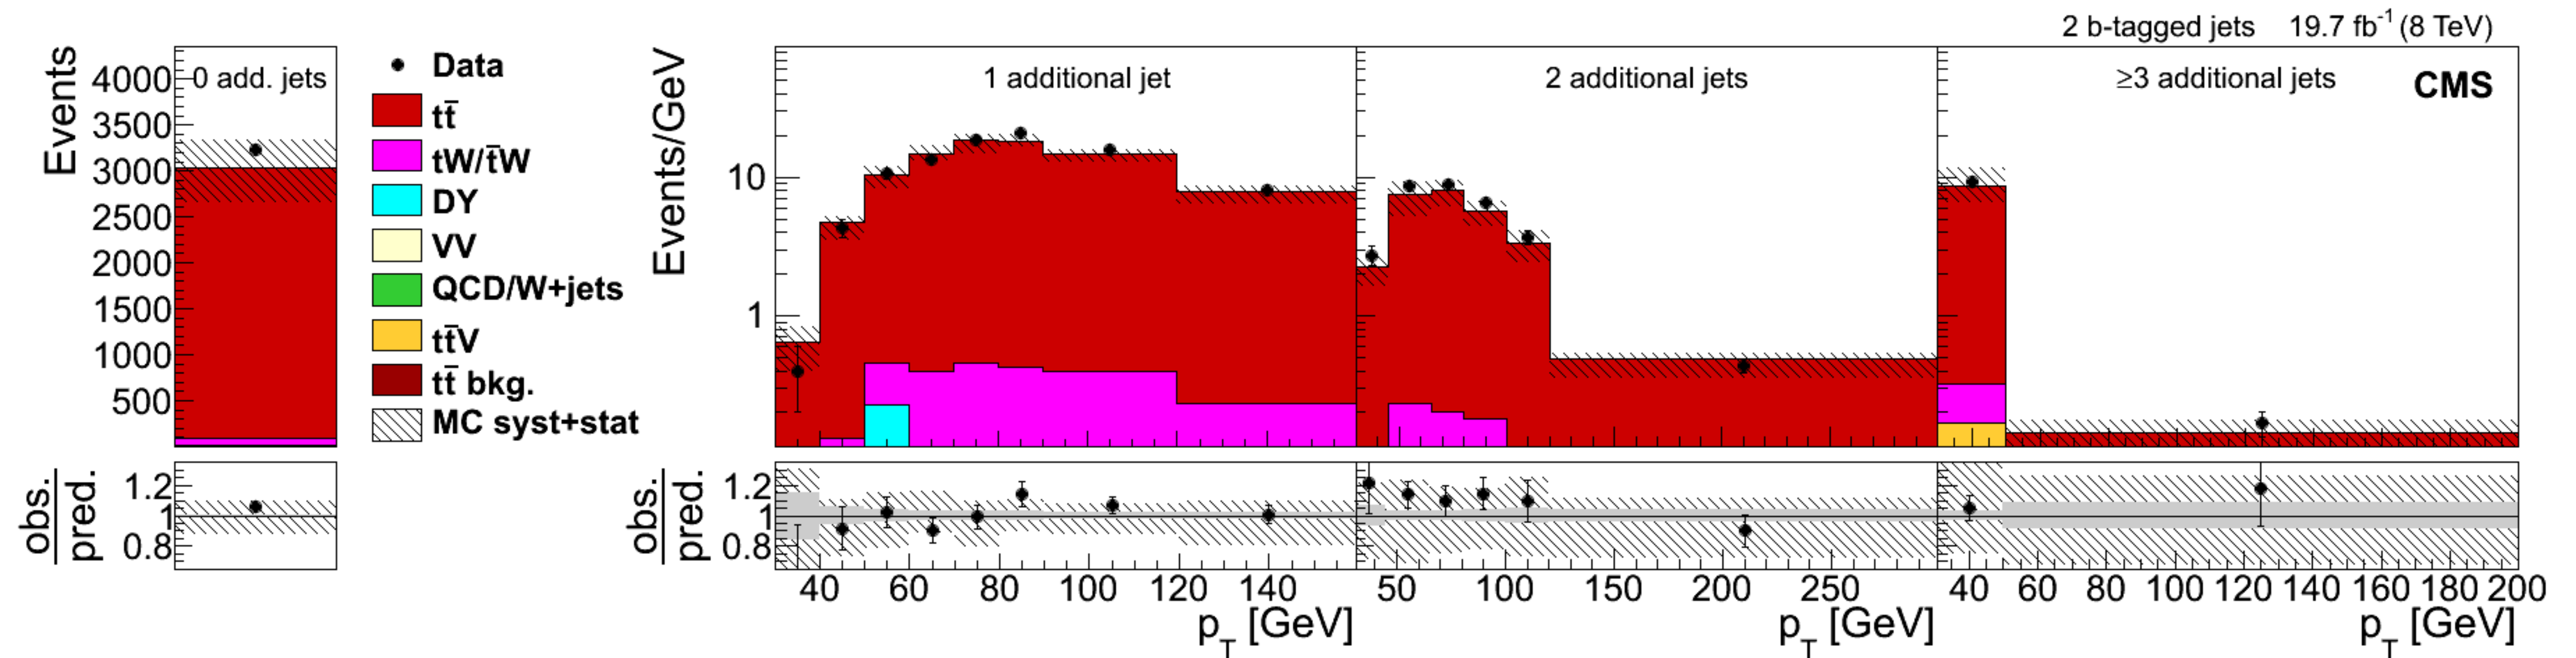 2 b-tagged jets 19.7 fb⁻¹ (8 TeV)
Events
4000
3500
3000
2500
2000
1500
1000
500
0 add. jets
obs.
pred.
1.2
1
0.8
Data
tt̄
tW/t̄W
DY
VV
QCD/W+jets
tt̄V
tt̄ bkg.
MC syst+stat
Events/GeV
10
1
1 additional jet
2 additional jets
≥3 additional jets
CMS
obs.
pred.
1.2
1
0.8
40 60 80 100 120 140
50 100 150 200 250
40 60 80 100 120 140 160 180 200
p_T [GeV]
p_T [GeV]
p_T [GeV]